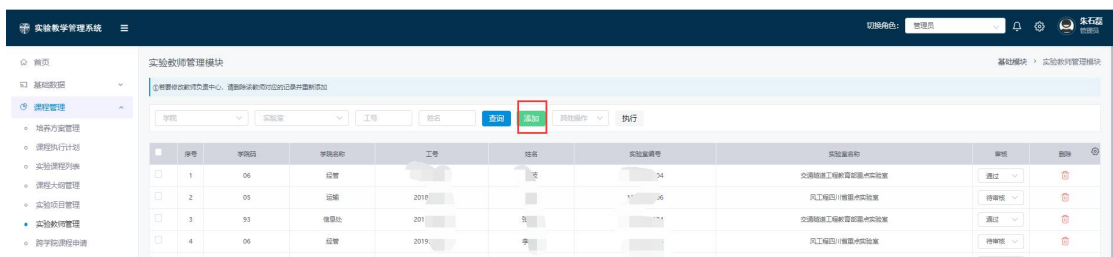 实验教学管理系统
切换角色： 管理员
朱石磊
管理员
首页
基础数据
课程管理
培养方案管理
课程执行计划
实验课程列表
课程大纲管理
实验项目管理
实验教师管理
跨学院课程申请
实验教师管理模块
基础模块 > 实验教师管理模块
①若要修改教师负责中心，请删除该教师对应的记录并重新添加
学院 实验室 工号 姓名 查询 添加 其他操作 执行
序号 学院码 学院名称 工号 姓名 实验室编号 实验室名称 审核 删除
1 06 经管 04 交通隧道工程教育部重点实验室 通过
2 05 运输 2018 06 风工程四川省重点实验室 待审核
3 93 信息处 201 交通隧道工程教育部重点实验室 通过
4 06 经管 2019 李 风工程四川省重点实验室 待审核